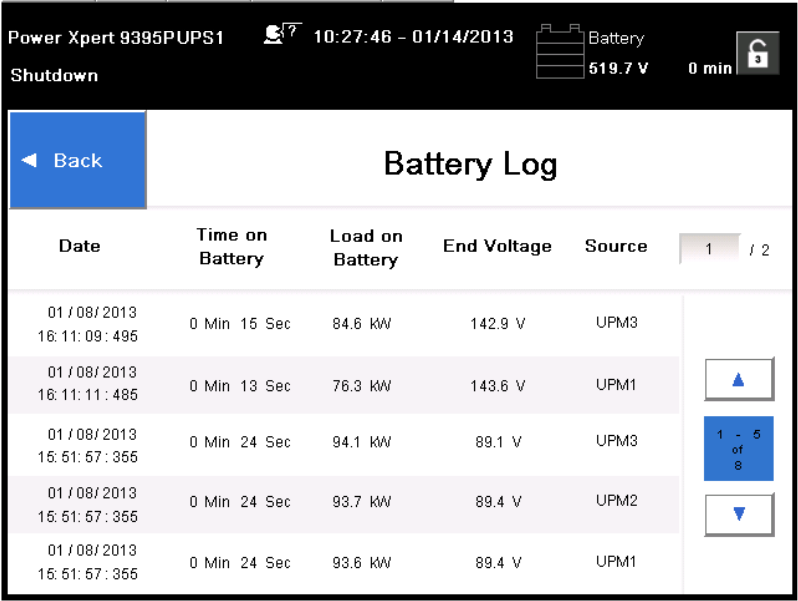 Power Xpert 9395P UPS1 ? 10:27:46 - 01/14/2013 Battery
Shutdown 519.7 V 0 min 3
Back Battery Log
Date Time on Battery Load on Battery End Voltage Source 1 / 2
01/08/2013
16:11:09:495 0 Min 15 Sec 84.6 kW 142.9 V UPM3
01/08/2013
16:11:11:485 0 Min 13 Sec 76.3 kW 143.6 V UPM1
01/08/2013
15:51:57:355 0 Min 24 Sec 94.1 kW 89.1 V UPM3
01/08/2013
15:51:57:355 0 Min 24 Sec 93.7 kW 89.4 V UPM2
01/08/2013
15:51:57:355 0 Min 24 Sec 93.6 kW 89.4 V UPM1
1 - 5
of
8